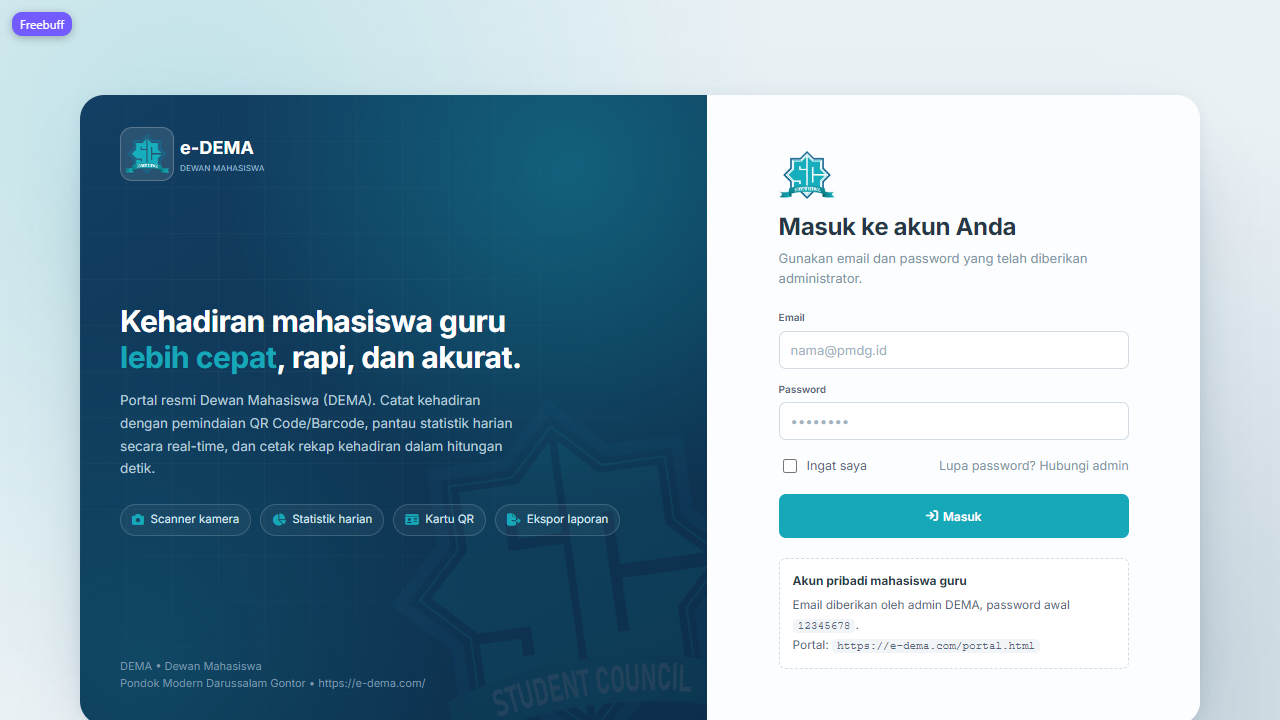 Freebuff
e-DEMA
DEWAN MAHASISWA
Kehadiran mahasiswa guru
lebih cepat, rapi, dan akurat.
Portal resmi Dewan Mahasiswa (DEMA). Catat kehadiran
dengan pemindaian QR Code/Barcode, pantau statistik harian
secara real-time, dan cetak rekap kehadiran dalam hitungan
detik.
Scanner kamera
Statistik harian
Kartu QR
Ekspor laporan
STUDENT COUNCIL
DEMA • Dewan Mahasiswa
Pondok Modern Darussalam Gontor • https://e-dema.com/
Masuk ke akun Anda
Gunakan email dan password yang telah diberikan
administrator.
Email
nama@pmdg.id
Password
••••••••
Ingat saya
Lupa password? Hubungi admin
Masuk
Akun pribadi mahasiswa guru
Email diberikan oleh admin DEMA, password awal
12345678 .
Portal: https://e-dema.com/portal.html